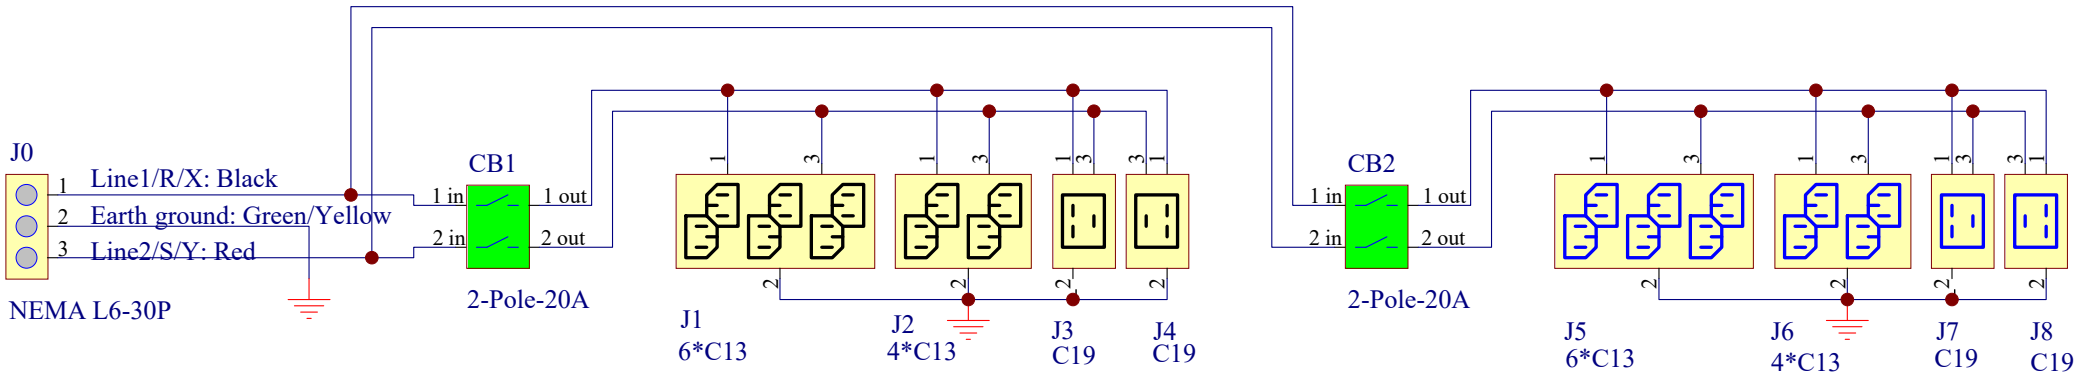 J0
1
Line1/R/X: Black
2
Earth ground: Green/Yellow
3
Line2/S/Y: Red
NEMA L6-30P
CB1
1 in
1 out
2 in
2 out
2-Pole-20A
1
3
1
3
1
3
3
1
2
2
2
2
J1
6*C13
J2
4*C13
J3
C19
J4
C19
CB2
1 in
1 out
2 in
2 out
2-Pole-20A
1
3
1
3
1
3
3
1
2
2
2
2
J5
6*C13
J6
4*C13
J7
C19
J8
C19